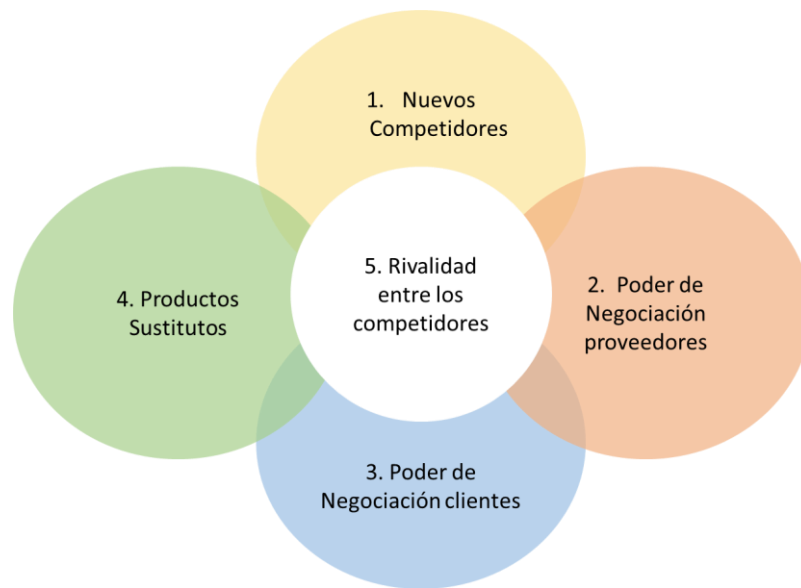 1. Nuevos
Competidores
2. Poder de
Negociación
proveedores
3. Poder de
Negociación clientes
4. Productos
Sustitutos
5. Rivalidad
entre los
competidores